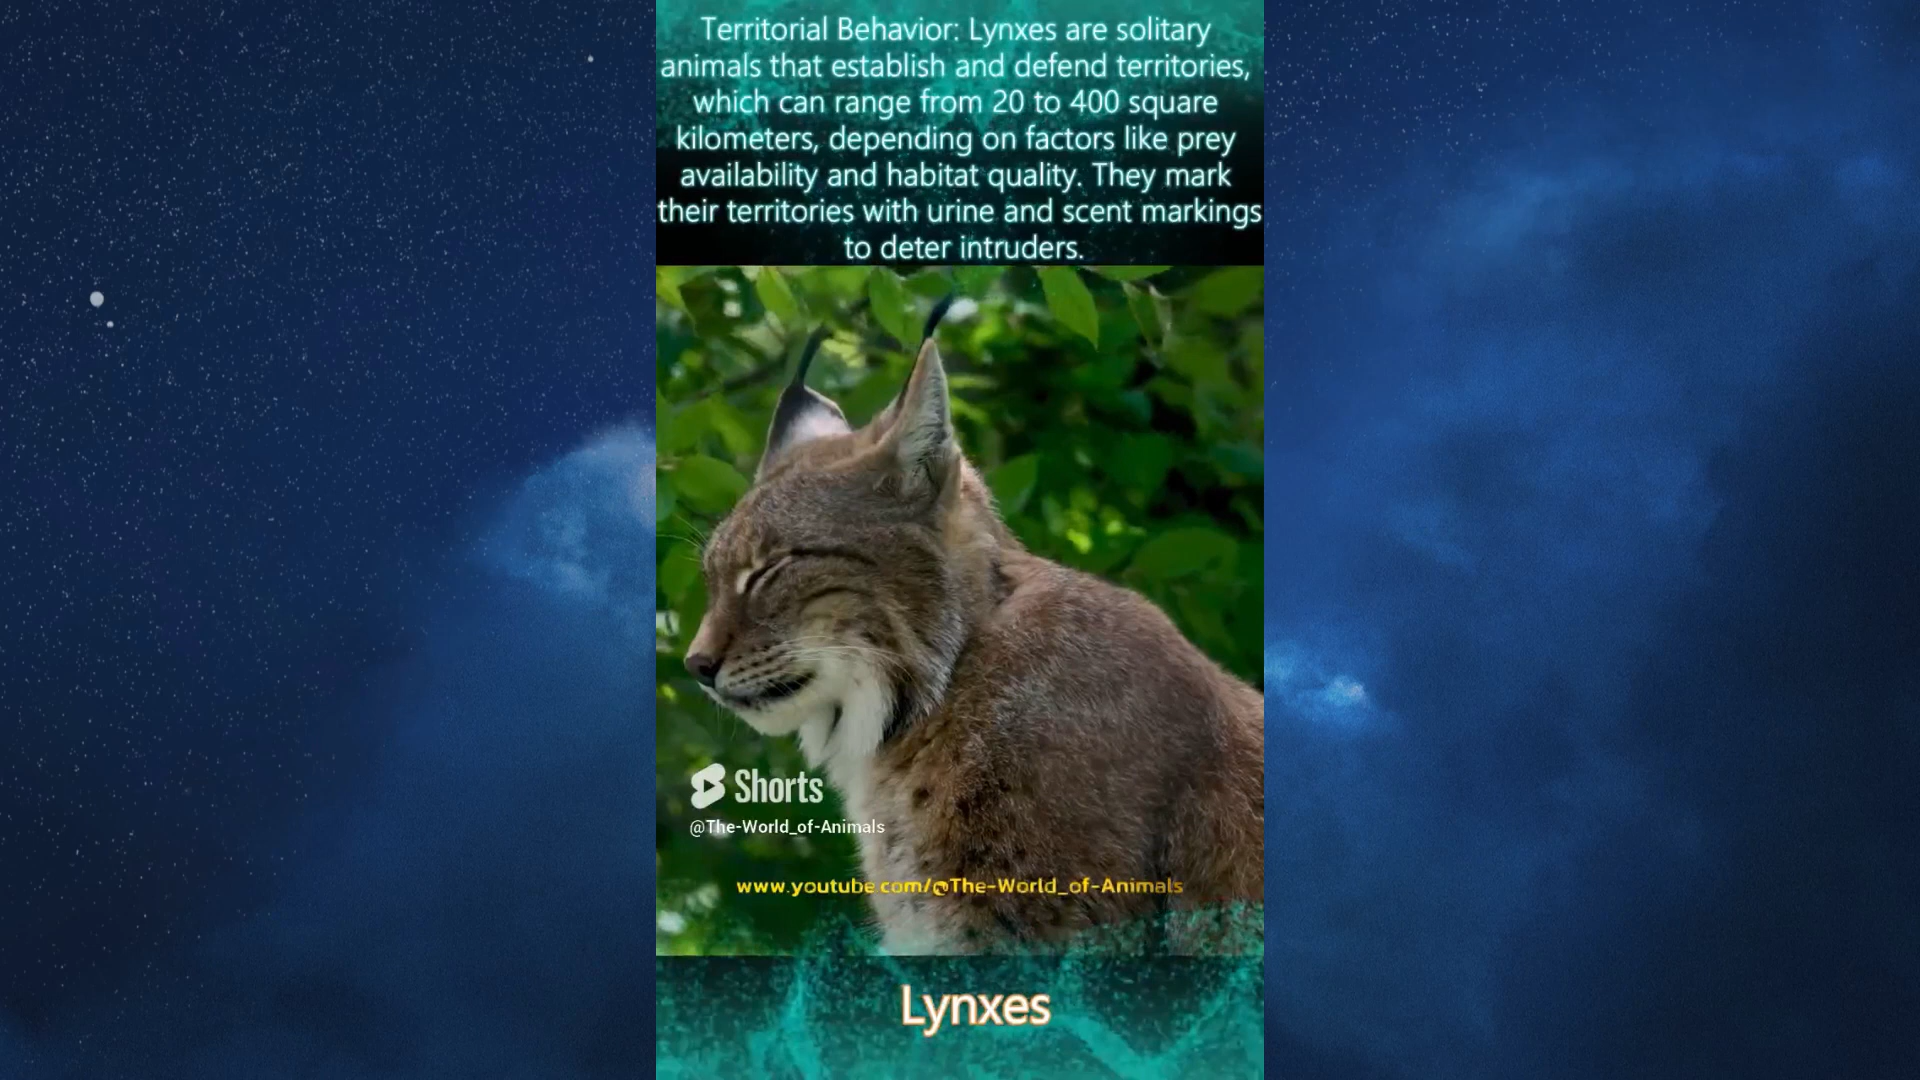 Territorial Behavior: Lynxes are solitary
animals that establish and defend territories,
which can range from 20 to 400 square
kilometers, depending on factors like prey
availability and habitat quality. They mark
their territories with urine and scent markings
to deter intruders.
Shorts
@The-World_of-Animals
www.youtube.com/@The-World_of-Animals
Lynxes